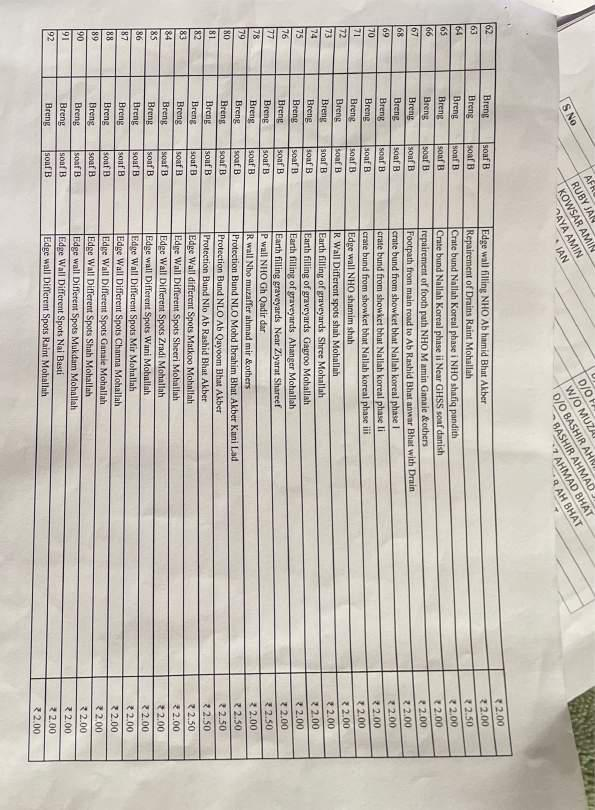 S No
RUBY JAN
KOWSAR AMIN
AYA AMIN
JAN
D/O
W/O MUZA
D/O BASHIR AHM
BASHIR AHMAD
AHMAD BHAT
AH BHAT
62 Breng soaf B Edge wall filling NHO Ab hamid Bhat Akber ₹ 2.00
63 Breng soaf B Repairement of Drains Raint Mohallah ₹ 2.00
64 Breng soaf B Crate bund Nallah Koreal phase i NHO shafiq pandith ₹ 2.50
65 Breng soaf B Crate bund Nallah Koreal phase ii Near GHSS soaf danish ₹ 2.00
66 Breng soaf B repairement of footh path NHO M amin Ganaie &others ₹ 2.00
67 Breng soaf B Footpath from main road to Ab Rashid Bhat anwar Bhat with Drain ₹ 2.00
68 Breng soaf B crate bund from showket bhat Nallah koreal phase I ₹ 2.00
69 Breng soaf B crate bund from showket bhat Nallah koreal phase Ii ₹ 2.00
70 Breng soaf B crate bund from showket bhat Nallah koreal phase iii ₹ 2.00
71 Breng soaf B Edge wall NHO shamim shah ₹ 2.00
72 Breng soaf B R Wall Different spots shah Mohallah ₹ 2.00
73 Breng soaf B Earth filling of graveyards Shree Mohallah ₹ 2.00
74 Breng soaf B Earth filling of graveyards Gagroo Mohallah ₹ 2.00
75 Breng soaf B Earth filling of graveyards Ahanger Mohallah ₹ 2.00
76 Breng soaf B Earth filling graveyards Near Ziyarat Shareef ₹ 2.00
77 Breng soaf B P wall NHO Gh Qadir dar ₹ 2.50
78 Breng soaf B R wall Nho muzaffer ahmad mir &others ₹ 2.00
79 Breng soaf B Protection Bund NLO Mohd Ibrahim Bhat Akber Kani Lad ₹ 2.50
80 Breng soaf B Protection Bund NLO Ab Qayoom Bhat Akber ₹ 2.50
81 Breng soaf B Protection Bund Nlo Ab Rashid Bhat Akber ₹ 2.50
82 Breng soaf B Edge Wall different Spots Matkoo Mohallah ₹ 2.50
83 Breng soaf B Edge Wall Different Spots Sheeri Mohallah ₹ 2.00
84 Breng soaf B Edge Wall Different Spots Zradi Mohallah ₹ 2.00
85 Breng soaf B Edge wall Different Spots Wani Mohallah ₹ 2.00
86 Breng soaf B Edge Wall Different Spots Mir Mohallah ₹ 2.00
87 Breng soaf B Edge Wall Different Spots Channa Mohallah ₹ 2.00
88 Breng soaf B Edge Wall Different Spots Ganaie Mohallah ₹ 2.00
89 Breng soaf B Edge Wall Different Spots Shah Mohallah ₹ 2.00
90 Breng soaf B Edge wall Different Spots Mukdam Mohallah ₹ 2.00
91 Breng soaf B Edge Wall Different Spots Nai Basti ₹ 2.00
92 Breng soaf B Edge wall Different Spots Raint Mohallah ₹ 2.00